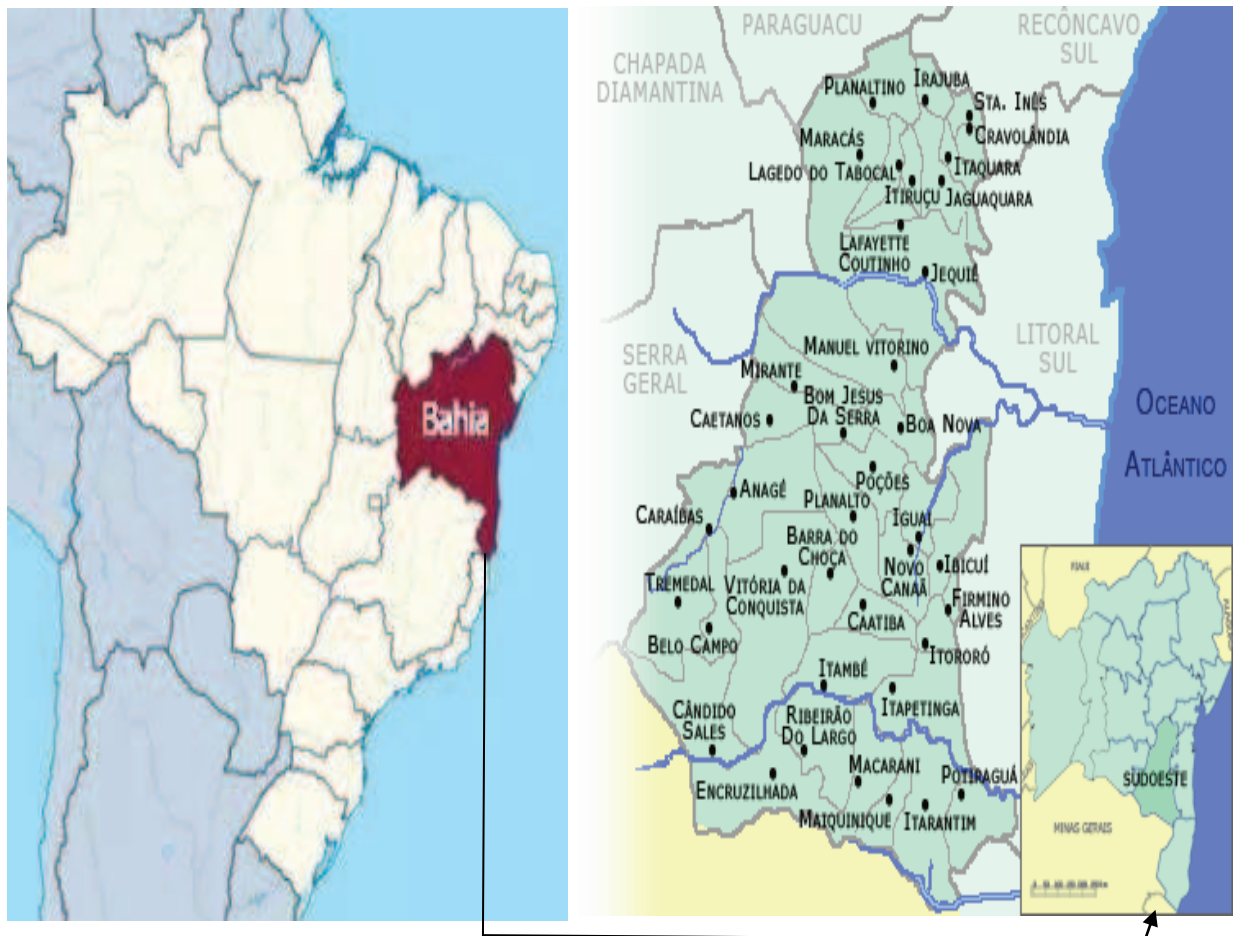 Bahia
PARAGUACU
RECÔNCAVO
SUL
CHAPADA
DIAMANTINA
PLANALTINO
IRAJUBA
STA. INÊS
CRAVOLÂNDIA
MARACÁS
LAGEDO DO TABOCAL
ITAQUARA
ITIRUÇU
JAGUAQUARA
LAFAYETTE
COUTINHO
JEQUIÉ
SERRA
GERAL
LITORAL
SUL
MANUEL VITORINO
MIRANTE
BOM JESUS
DA SERRA
CAETANOS
BOA NOVA
OCEANO
ATLÂNTICO
POÇÕES
ANAGÉ
PLANALTO
CARAÍBAS
IGUAI
BARRA DO
CHOÇA
NOVO
CANAÃ
IBICUÍ
TREMEDAL
VITÓRIA DA
CONQUISTA
FIRMINO
ALVES
CAATIBA
BELO CAMPO
ITORORÓ
ITAMBÉ
ITAPETINGA
CÂNDIDO
SALES
RIBEIRÃO
DO LARGO
MACARANI
POTIRAGUÁ
ENCRUZILHADA
MAIQUINIQUE
ITARANTIM
PIAUI
SUDOESTE
MINAS GERAIS